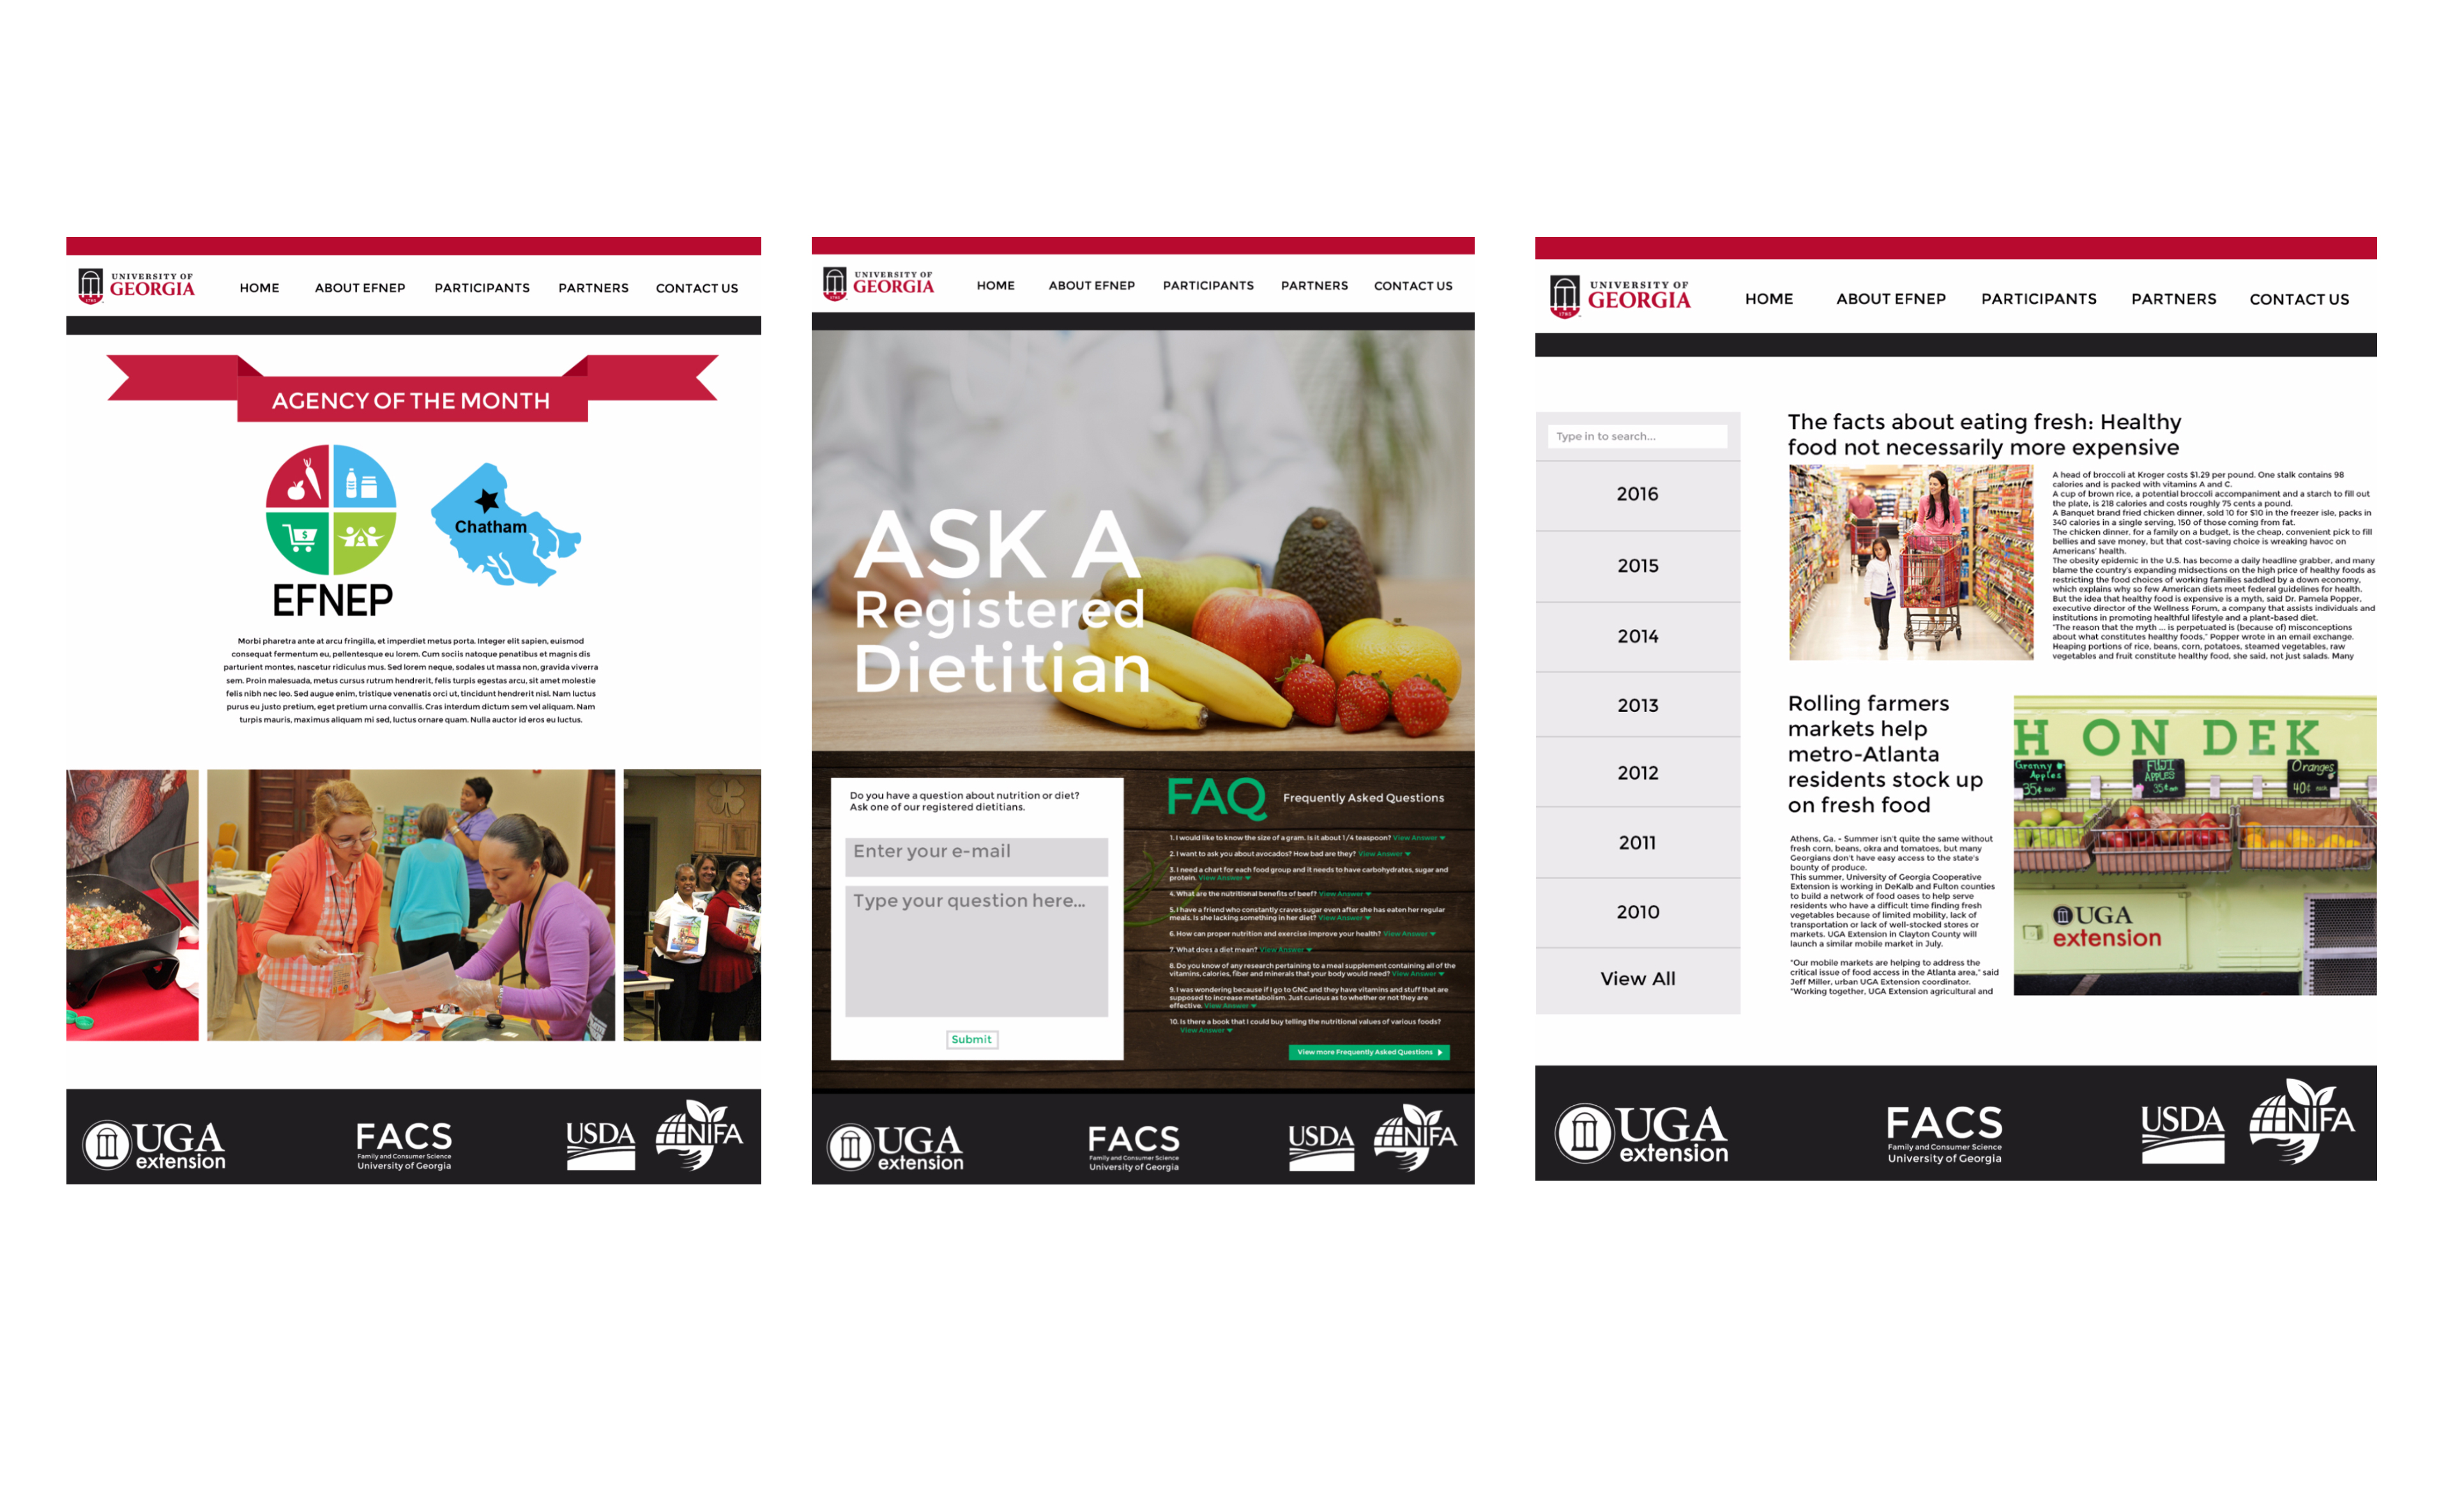 UNIVERSITY OF
GEORGIA
1785
HOME
ABOUT EFNEP
PARTICIPANTS
PARTNERS
CONTACT US
AGENCY OF THE MONTH
$
Chatham
EFNEP
Morbi pharetra ante at arcu fringilla, et imperdiet metus porta. Integer elit sapien, euismod
consequat fermentum eu, pellentesque eu lorem. Cum sociis natoque penatibus et magnis dis
parturient montes, nascetur ridiculus mus. Sed lorem neque, sodales ut massa non, gravida viverra
sem. Proin malesuada, metus cursus rutrum hendrerit, felis turpis egestas arcu, sit amet molestie
felis nibh nec leo. Sed augue enim, tristique venenatis orci ut, tincidunt hendrerit nisl. Nam luctus
purus eu justo pretium, eget pretium urna convallis. Cras interdum dictum sem vel aliquam. Nam
turpis mauris, maximus aliquam mi sed, luctus ornare quam. Nulla auctor id eros eu luctus.
UGA
extension
FACS
Family and Consumer Science
University of Georgia
USDA
NIFA
UNIVERSITY OF
GEORGIA
1785
HOME
ABOUT EFNEP
PARTICIPANTS
PARTNERS
CONTACT US
ASK A
Registered
Dietitian
Do you have a question about nutrition or diet?
Ask one of our registered dietitians.
Enter your e-mail
Type your question here...
Submit
FAQ Frequently Asked Questions
1. I would like to know the size of a gram. Is it about 1/4 teaspoon? View Answer
2. I want to ask you about avocados? How bad are they? View Answer
3. I need a chart for each food group and it needs to have carbohydrates, sugar and
protein. View Answer
4. What are the nutritional benefits of beef? View Answer
5. I have a friend who constantly craves sugar even after she has eaten her regular
meals. Is she lacking something in her diet? View Answer
6. How can proper nutrition and exercise improve your health? View Answer
7. What does a diet mean? View Answer
8. Do you know of any research pertaining to a meal supplement containing all of the
vitamins, calories, fiber and minerals that your body would need? View Answer
9. I was wondering because if I go to GNC and they have vitamins and stuff that are
supposed to increase metabolism. Just curious as to whether or not they are
effective. View Answer
10. Is there a book that I could buy telling the nutritional values of various foods?
View Answer
View more Frequently Asked Questions
UGA
extension
FACS
Family and Consumer Science
University of Georgia
USDA
NIFA
UNIVERSITY OF
GEORGIA
1785
HOME
ABOUT EFNEP
PARTICIPANTS
PARTNERS
CONTACT US
Type in to search...
2016
2015
2014
2013
2012
2011
2010
View All
The facts about eating fresh: Healthy
food not necessarily more expensive
A head of broccoli at Kroger costs $1.29 per pound. One stalk contains 98
calories and is packed with vitamins A and C.
A cup of brown rice, a potential broccoli accompaniment and a starch to fill out
the plate, is 218 calories and costs roughly 75 cents a pound.
A Banquet brand fried chicken dinner, sold 10 for $10 in the freezer isle, packs in
340 calories in a single serving, 150 of those coming from fat.
The chicken dinner, for a family on a budget, is the cheap, convenient pick to fill
bellies and save money, but that cost-saving choice is wreaking havoc on
Americans' health.
The obesity epidemic in the U.S. has become a daily headline grabber, and many
blame the country's expanding midsections on the high price of healthy foods as
restricting the food choices of working families saddled by a down economy,
which explains why so few American diets meet federal guidelines for health.
But the idea that healthy food is expensive is a myth, said Dr. Pamela Popper,
executive director of the Wellness Forum, a company that assists individuals and
institutions in promoting healthful lifestyle and a plant-based diet.
"The reason that the myth ... is perpetuated is (because of) misconceptions
about what constitutes healthy foods," Popper wrote in an email exchange.
Heaping portions of rice, beans, corn, potatoes, steamed vegetables, raw
vegetables and fruit constitute healthy food, she said, not just salads. Many
Rolling farmers
markets help
metro-Atlanta
residents stock up
on fresh food
Athens, Ga. - Summer isn't quite the same without
fresh corn, beans, okra and tomatoes, but many
Georgians don't have easy access to the state's
bounty of produce.
This summer, University of Georgia Cooperative
Extension is working in DeKalb and Fulton counties
to build a network of food oases to help serve
residents who have a difficult time finding fresh
vegetables because of limited mobility, lack of
transportation or lack of well-stocked stores or
markets. UGA Extension in Clayton County will
launch a similar mobile market in July.
"Our mobile markets are helping to address the
critical issue of food access in the Atlanta area," said
Jeff Miller, urban UGA Extension coordinator.
"Working together, UGA Extension agricultural and
H ON DEK
Granny
Apples
35¢ each
FUJI
APPLES
35¢
Oranges
40¢
UGA
extension
UGA
extension
FACS
Family and Consumer Science
University of Georgia
USDA
NIFA